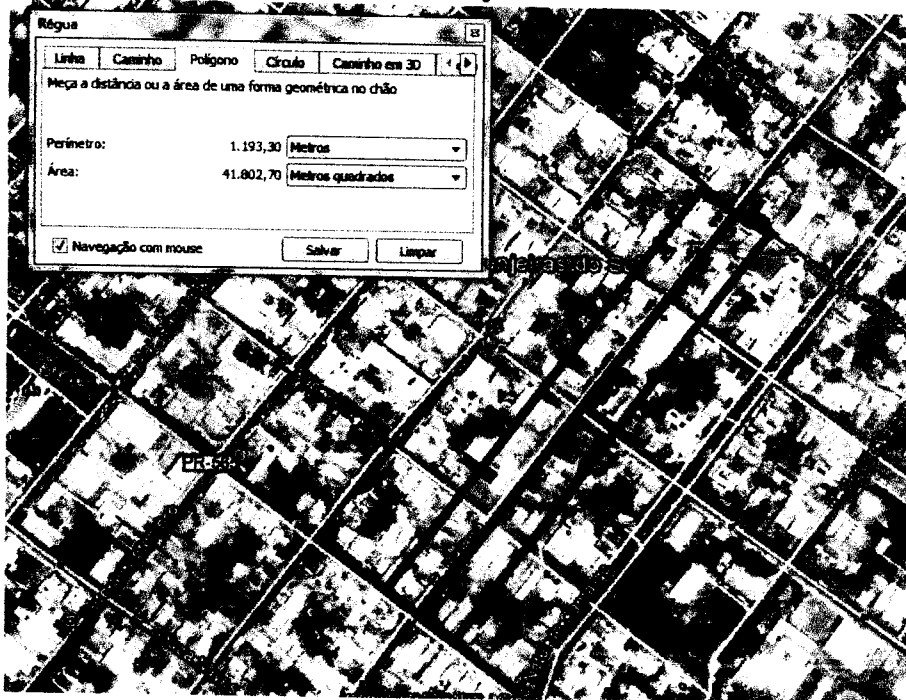 Régua
Linha Caminho Polígono Círculo Caminho em 3D
Meça a distância ou a área de uma forma geométrica no chão
Perímetro: 1.193,30 Metros
Área: 41.802,70 Metros quadrados
Navegação com mouse Salvar Limpar